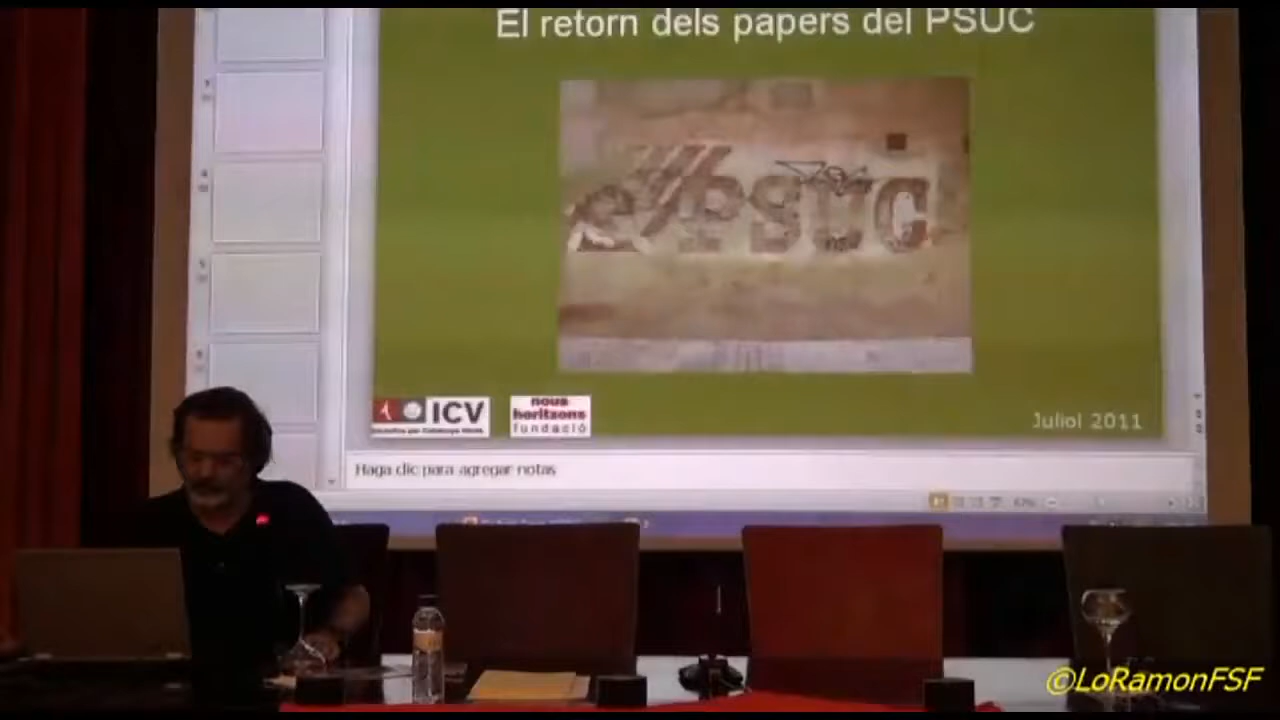 El retorn dels papers del PSUC
PSUC
ICV
nous
horitzons
fundació
Juliol 2011
Haga clic para agregar notas
©LoRamonFSF